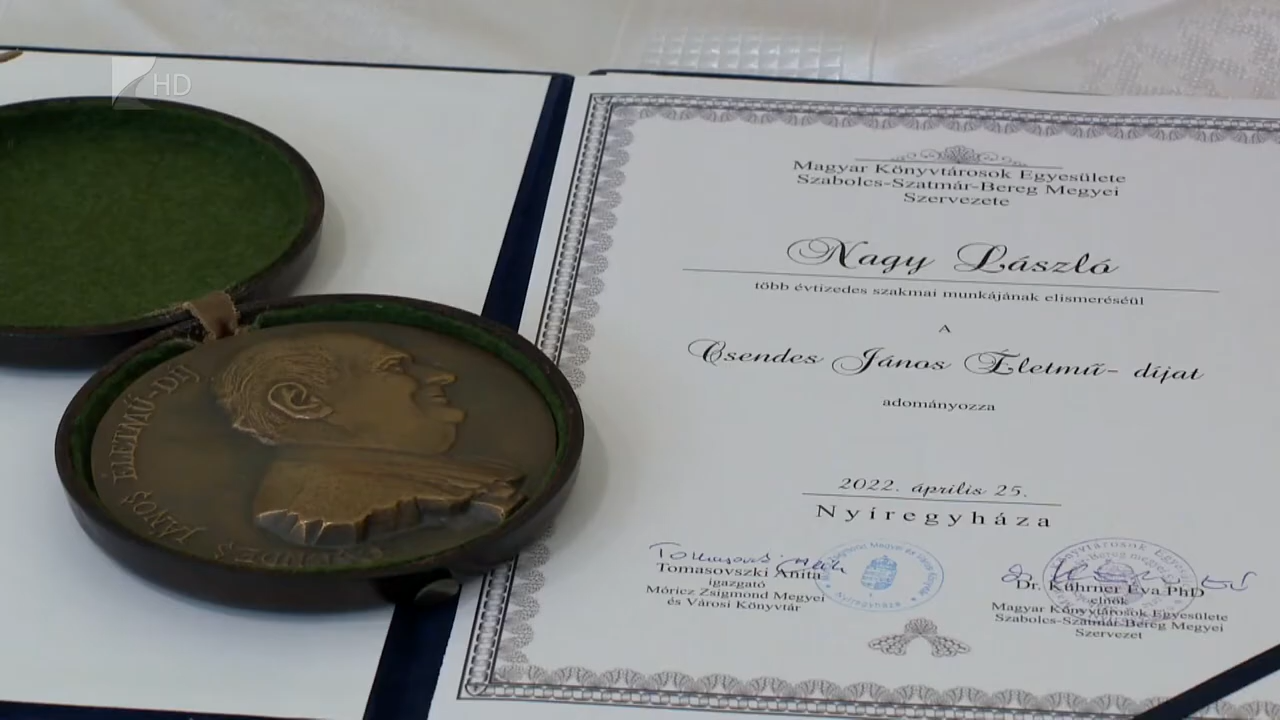 HD
Magyar Könyvtárosok Egyesülete
Szabolcs-Szatmár-Bereg Megyei
Szervezete
Nagy László
több évtizedes szakmai munkájának elismeréséül
A
Csendes János Életmű- díjat
adományozza
2022. április 25.
Nyíregyháza
Tomasovszki Anita
igazgató
Móricz Zsigmond Megyei
és Városi Könyvtár
Nyíregyháza
Dr. Kührner Éva PhD
elnök
Magyar Könyvtárosok Egyesülete
Szabolcs-Szatmár-Bereg Megyei
Szervezet
CSENDES JÁNOS ÉLETMŰ-DÍJ